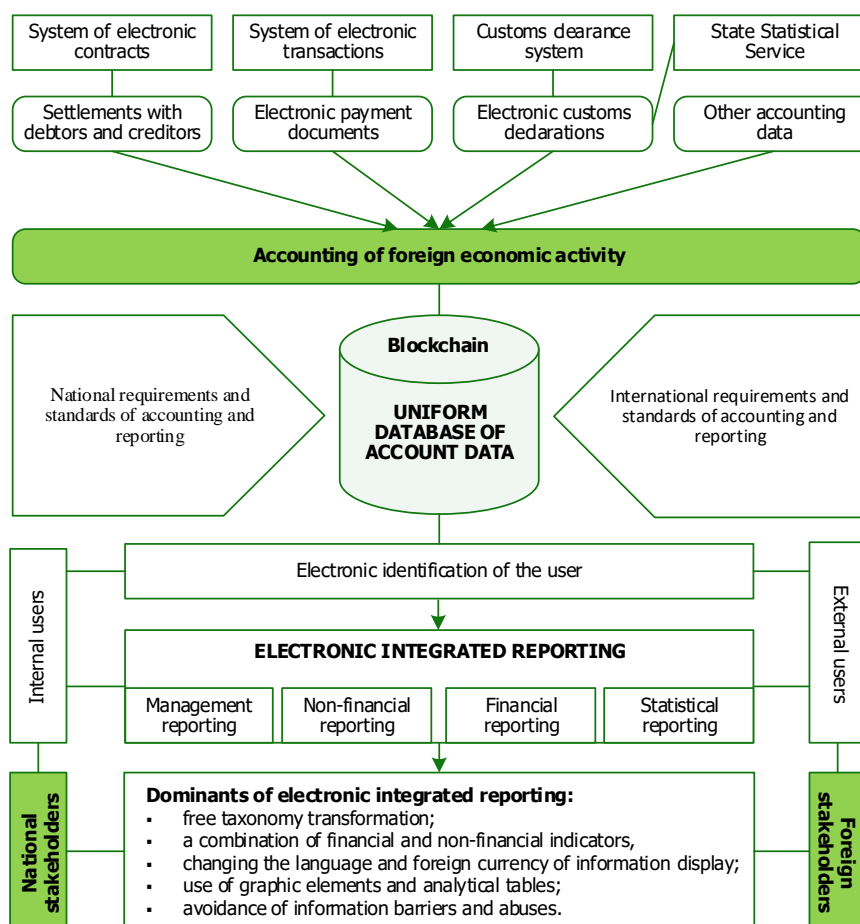 System of electronic
contracts
System of electronic
transactions
Customs clearance
system
State Statistical
Service
Settlements with
debtors and creditors
Electronic payment
documents
Electronic customs
declarations
Other accounting
data
Accounting of foreign economic activity
National requirements and
standards of accounting and
reporting
Blockchain
UNIFORM
DATABASE OF
ACCOUNT DATA
International requirements and
standards of accounting and
reporting
Internal users
Electronic identification of the user
External users
ELECTRONIC INTEGRATED REPORTING
Management
reporting
Non-financial
reporting
Financial
reporting
Statistical
reporting
National
stakeholders
Dominants of electronic integrated reporting:
▪ free taxonomy transformation;
▪ a combination of financial and non-financial indicators,
▪ changing the language and foreign currency of information display;
▪ use of graphic elements and analytical tables;
▪ avoidance of information barriers and abuses.
Foreign
stakeholders